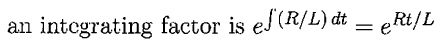 an integrating factor is e^{∫(R/L) dt} = e^{Rt/L}